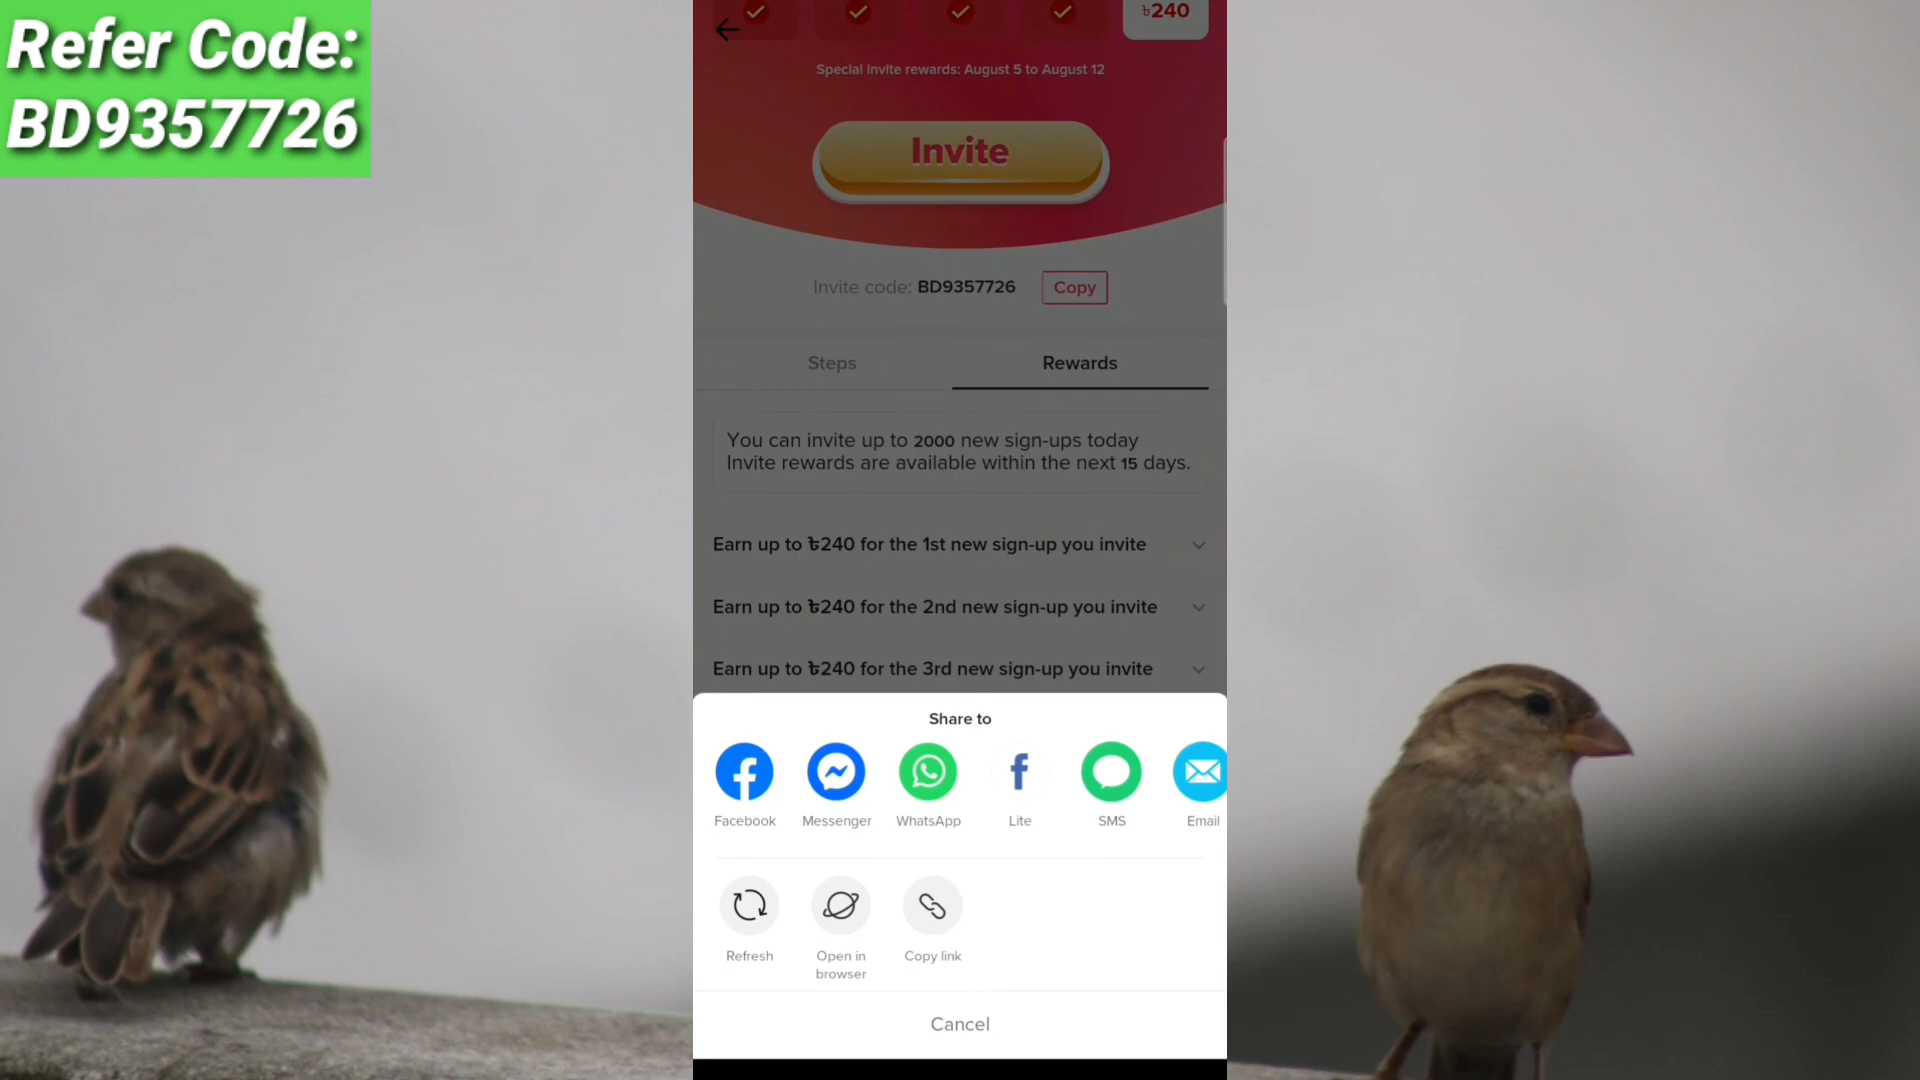 Refer Code:
BD9357726
৳240
Special invite rewards: August 5 to August 12
Invite
Invite code: BD9357726
Copy
Steps
Rewards
You can invite up to 2000 new sign-ups today
Invite rewards are available within the next 15 days.
Earn up to ৳240 for the 1st new sign-up you invite
Earn up to ৳240 for the 2nd new sign-up you invite
Earn up to ৳240 for the 3rd new sign-up you invite
Share to
Facebook
Messenger
WhatsApp
Lite
SMS
Email
Refresh
Open in
browser
Copy link
Cancel